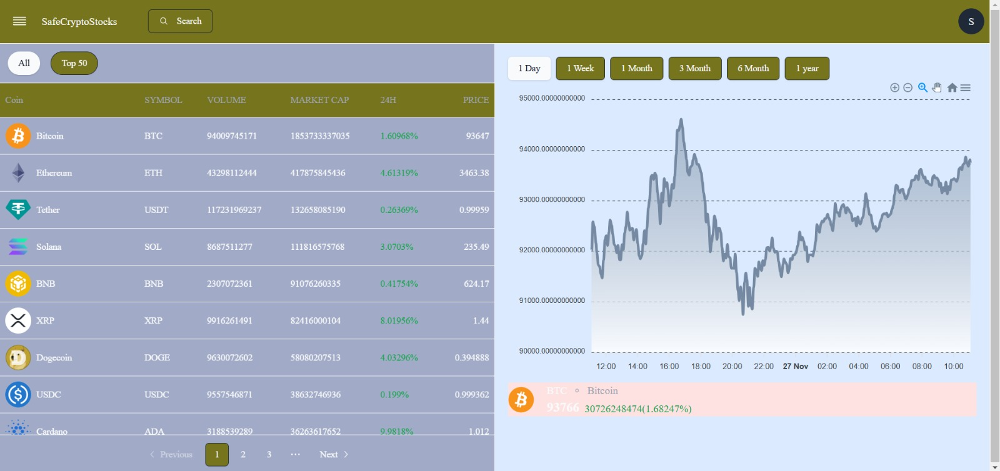 SafeCryptoStocks Search S
All Top 50
Coin SYMBOL VOLUME MARKET CAP 24H PRICE
Bitcoin BTC 94009745171 1853733337035 1.60968% 93647
Ethereum ETH 43298112444 417875845436 4.61319% 3463.38
Tether USDT 117231969237 132658085190 0.26369% 0.99959
Solana SOL 8687511277 111816575768 3.0703% 235.49
BNB BNB 2307072361 91076260335 0.41754% 624.17
XRP XRP 9916261491 82416000104 8.01956% 1.44
Dogecoin DOGE 9630072602 58080207513 4.03296% 0.394888
USDC USDC 9557546871 38632746936 0.199% 0.999362
Cardano ADA 3188539289 36263617652 9.9818% 1.012
< Previous 1 2 3 ... Next >
1 Day 1 Week 1 Month 3 Month 6 Month 1 year
95000.00000000000
94000.00000000000
93000.00000000000
92000.00000000000
91000.00000000000
90000.00000000000
12:00 14:00 16:00 18:00 20:00 22:00 27 Nov 02:00 04:00 06:00 08:00 10:00
BTC Bitcoin
93766 30726248474(1.68247%)